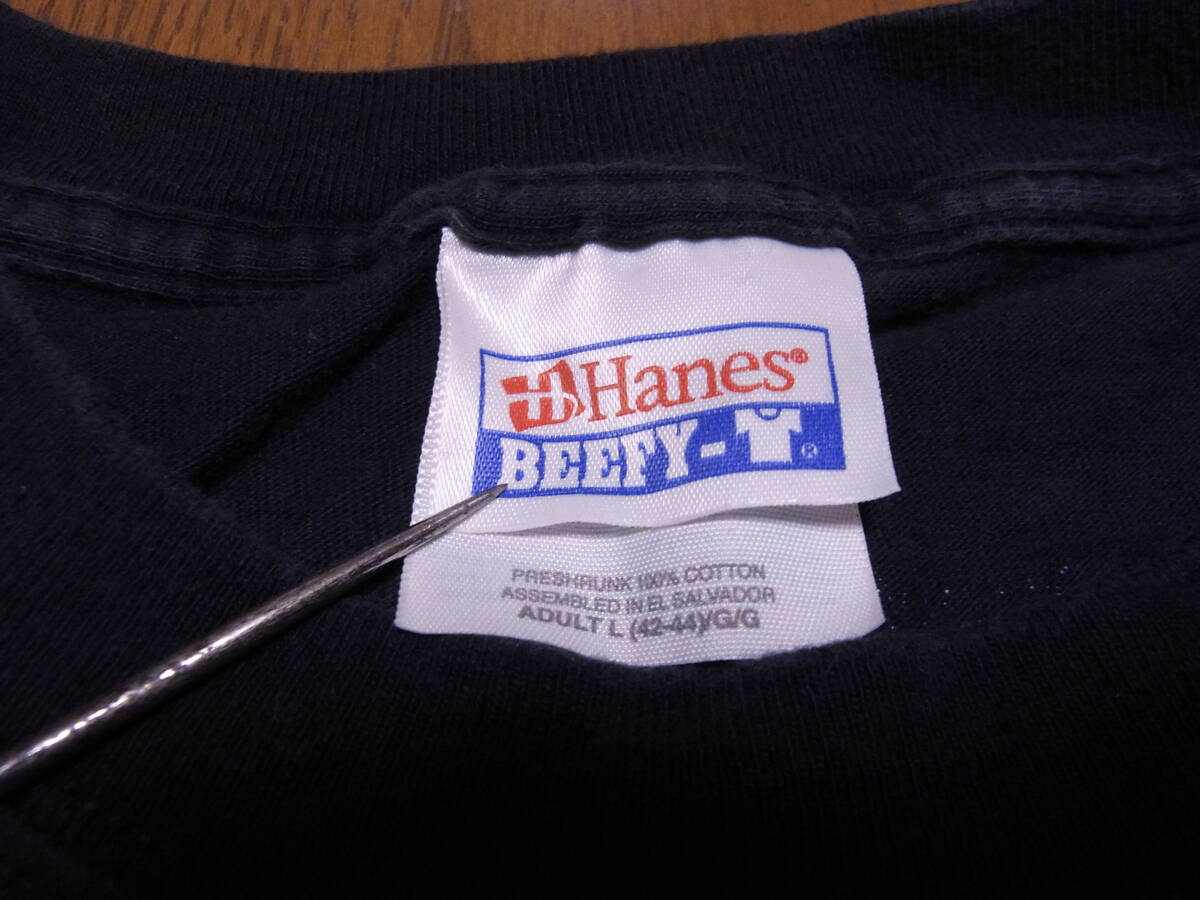 Hanes®
BEEFY-T®
PRESHRUNK 100% COTTON
ASSEMBLED IN EL SALVADOR
ADULT L (42-44)/G/G